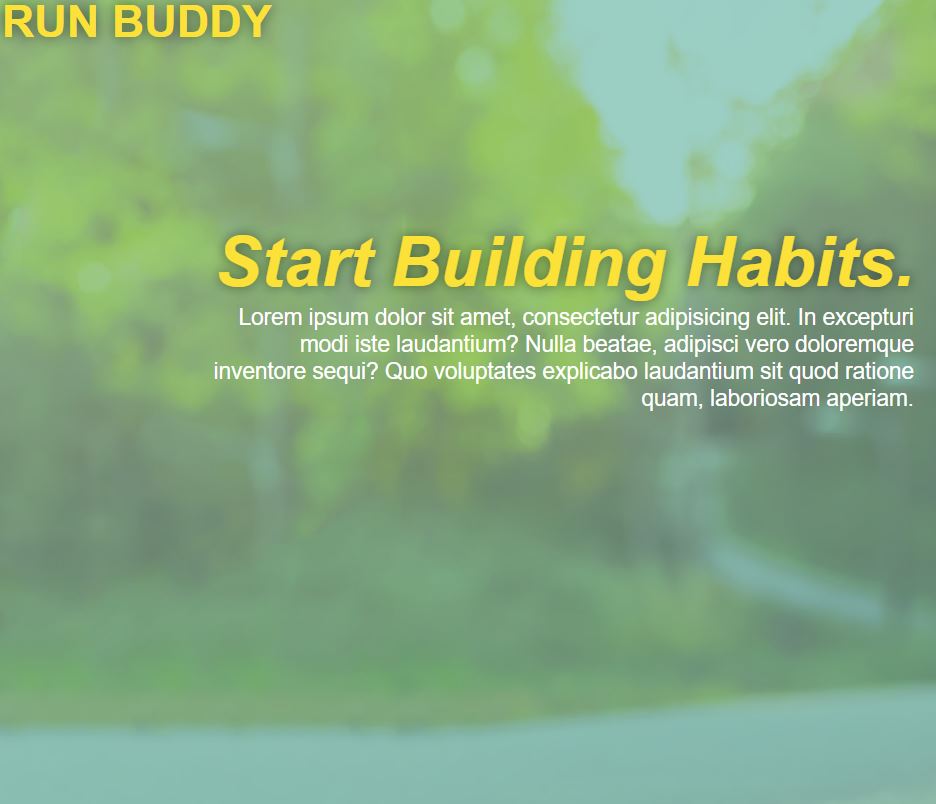 RUN BUDDY
Start Building Habits.
Lorem ipsum dolor sit amet, consectetur adipisicing elit. In excepturi
modi iste laudantium? Nulla beatae, adipisci vero doloremque
inventore sequi? Quo voluptates explicabo laudantium sit quod ratione
quam, laboriosam aperiam.